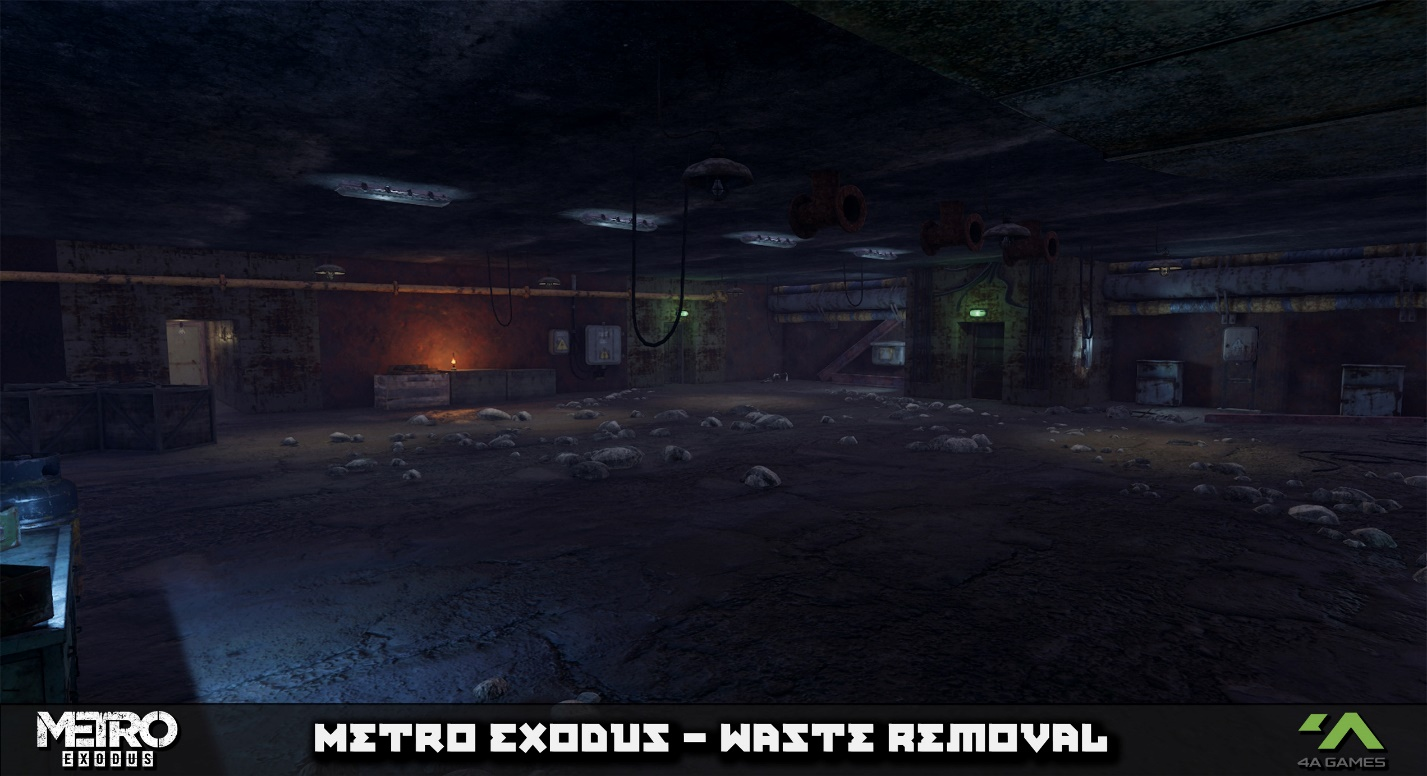 METRO
EXODUS
METRO EXODUS - WASTE REMOVAL
4A GAMES